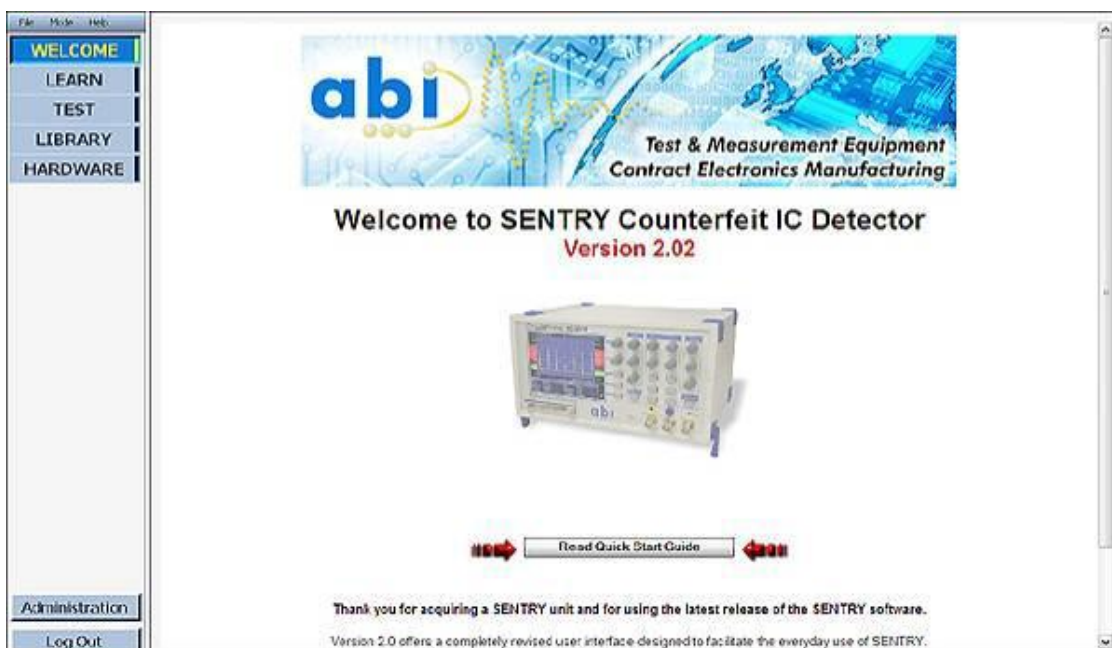 File Mode Help
WELCOME
LEARN
TEST
LIBRARY
HARDWARE
abi
Test & Measurement Equipment
Contract Electronics Manufacturing
Welcome to SENTRY Counterfeit IC Detector
Version 2.02
abi
Read Quick Start Guide
Thank you for acquiring a SENTRY unit and for using the latest release of the SENTRY software.
Version 2.0 offers a completely revised user interface designed to facilitate the everyday use of SENTRY.
Administration
Log Out